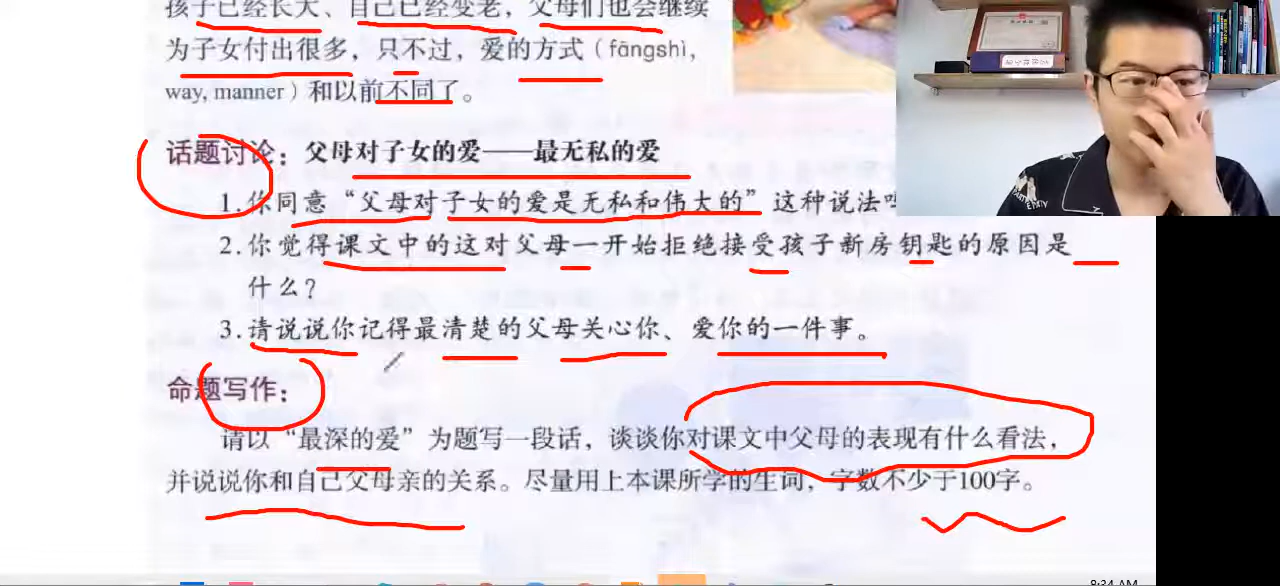 孩子已经长大、自己已经变老，父母们也会继续
为子女付出很多，只不过，爱的方式（fāngshì,
way, manner）和以前不同了。
话题讨论：父母对子女的爱——最无私的爱
1. 你同意“父母对子女的爱是无私和伟大的”这种说法
2. 你觉得课文中的这对父母一开始拒绝接受孩子新房钥匙的原因是
什么？
3. 请说说你记得最清楚的父母关心你、爱你的一件事。
命题写作：
请以“最深的爱”为题写一段话，谈谈你对课文中父母的表现有什么看法，
并说说你和自己父母亲的关系。尽量用上本课所学的生词，字数不少于100字。
8:34 AM